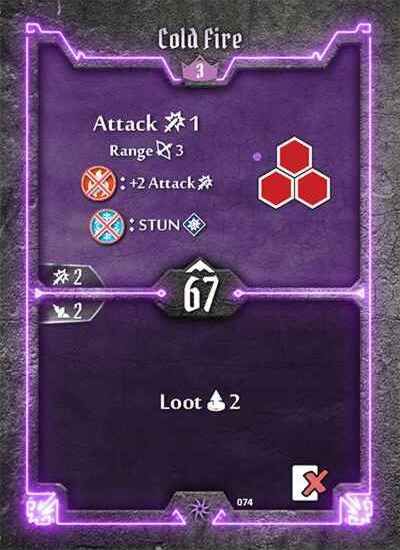 Cold Fire
3
Attack 1
Range 3
: +2 Attack
: STUN
2
67
2
Loot 2
074